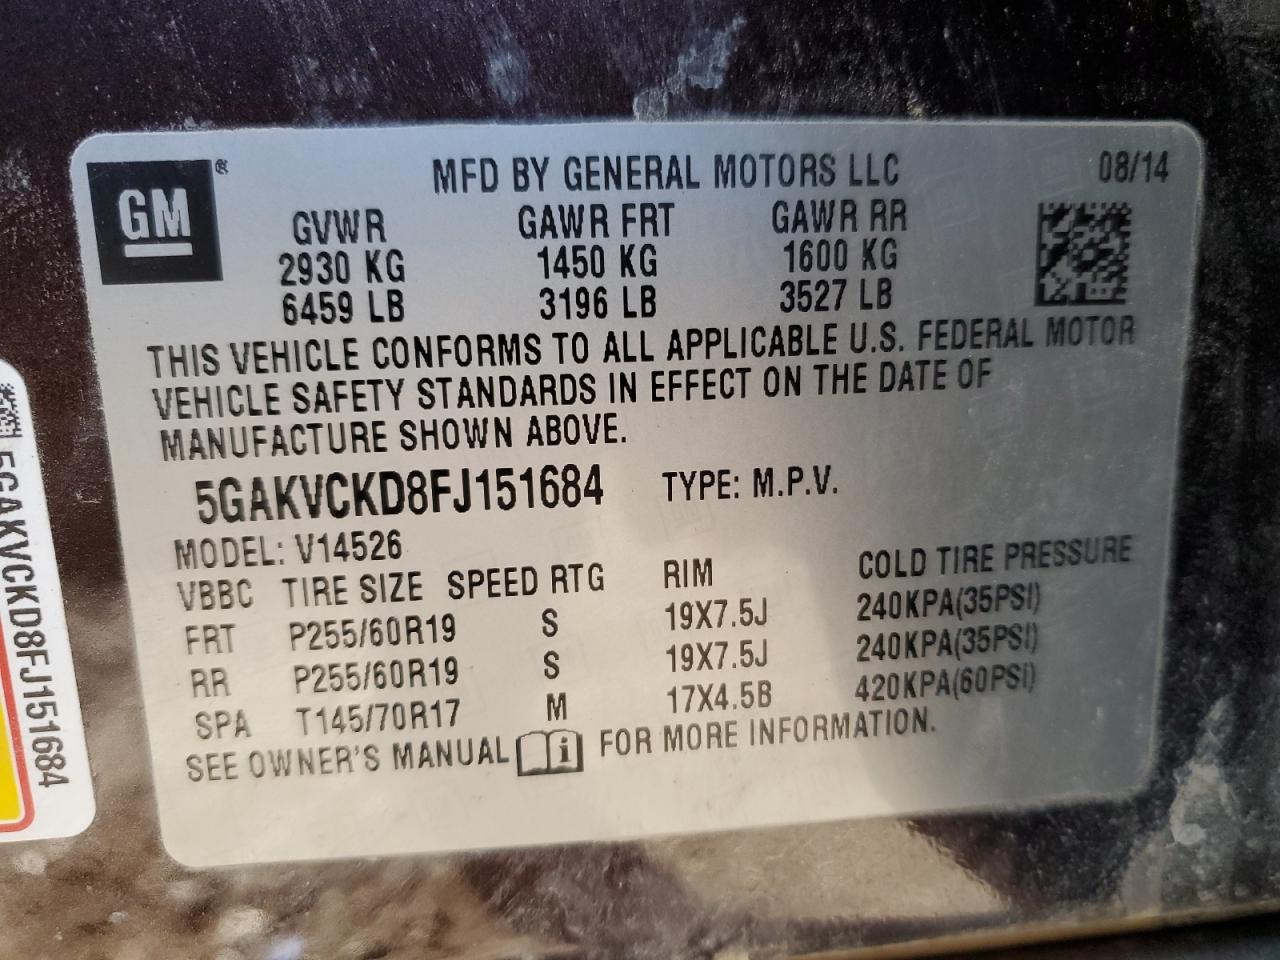 GM®
MFD BY GENERAL MOTORS LLC 08/14
GVWR GAWR FRT GAWR RR
2930 KG 1450 KG 1600 KG
6459 LB 3196 LB 3527 LB
THIS VEHICLE CONFORMS TO ALL APPLICABLE U.S. FEDERAL MOTOR
VEHICLE SAFETY STANDARDS IN EFFECT ON THE DATE OF
MANUFACTURE SHOWN ABOVE.
5GAKVCKD8FJ151684 TYPE: M.P.V.
MODEL: V14526
VBBC TIRE SIZE SPEED RTG RIM COLD TIRE PRESSURE
FRT P255/60R19 S 19X7.5J 240KPA(35PSI)
RR P255/60R19 S 19X7.5J 240KPA(35PSI)
SPA T145/70R17 M 17X4.5B 420KPA(60PSI)
SEE OWNER'S MANUAL i FOR MORE INFORMATION.
5GAKVCKD8FJ151684